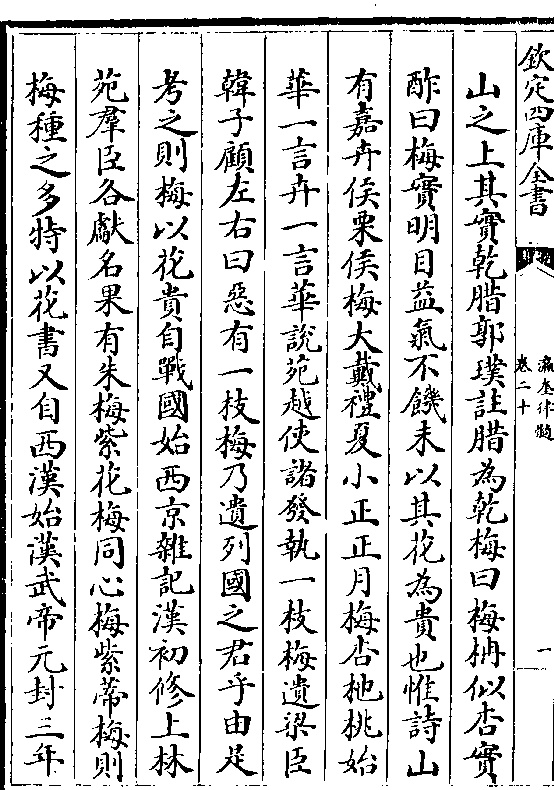 欽定四庫全書
瀛奎律髓
卷二十
一
山之上其實乾腊郭璞註腊為乾梅曰梅柟似杏實
酢曰梅實明目益氣不饑未以其花為貴也惟詩山
有嘉卉侯栗侯梅大戴禮夏小正正月梅杏杝桃始
華一言卉一言華說苑越使諸發執一枝梅遺梁臣
韓子顧左右曰惡有一枝梅乃遺列國之君乎由是
考之則梅以花貴自戰國始西京雜記漢初修上林
苑羣臣各獻名果有朱梅紫花梅同心梅紫蔕梅則
梅種之多特以花書又自西漢始漢武帝元封三年